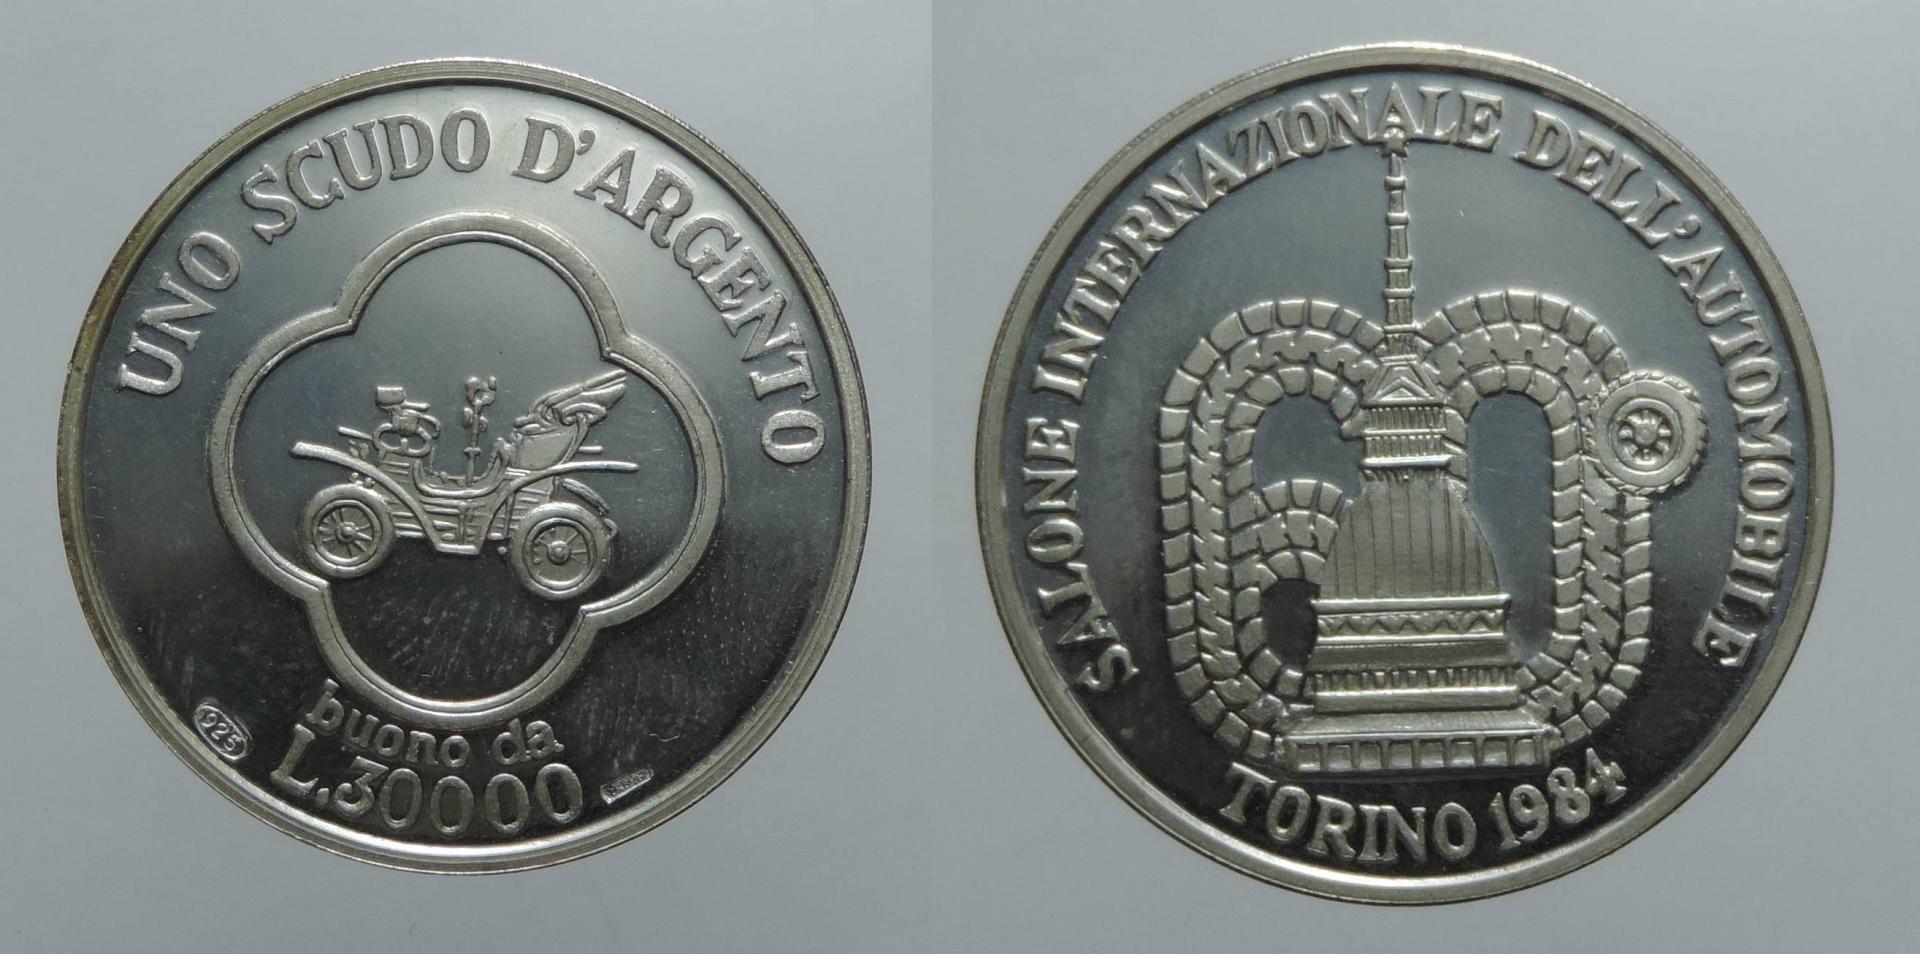 UNO SCUDO D'ARGENTO
buono da
L.30000
925
SALONE INTERNAZIONALE DELL'AUTOMOBILE
TORINO 1984